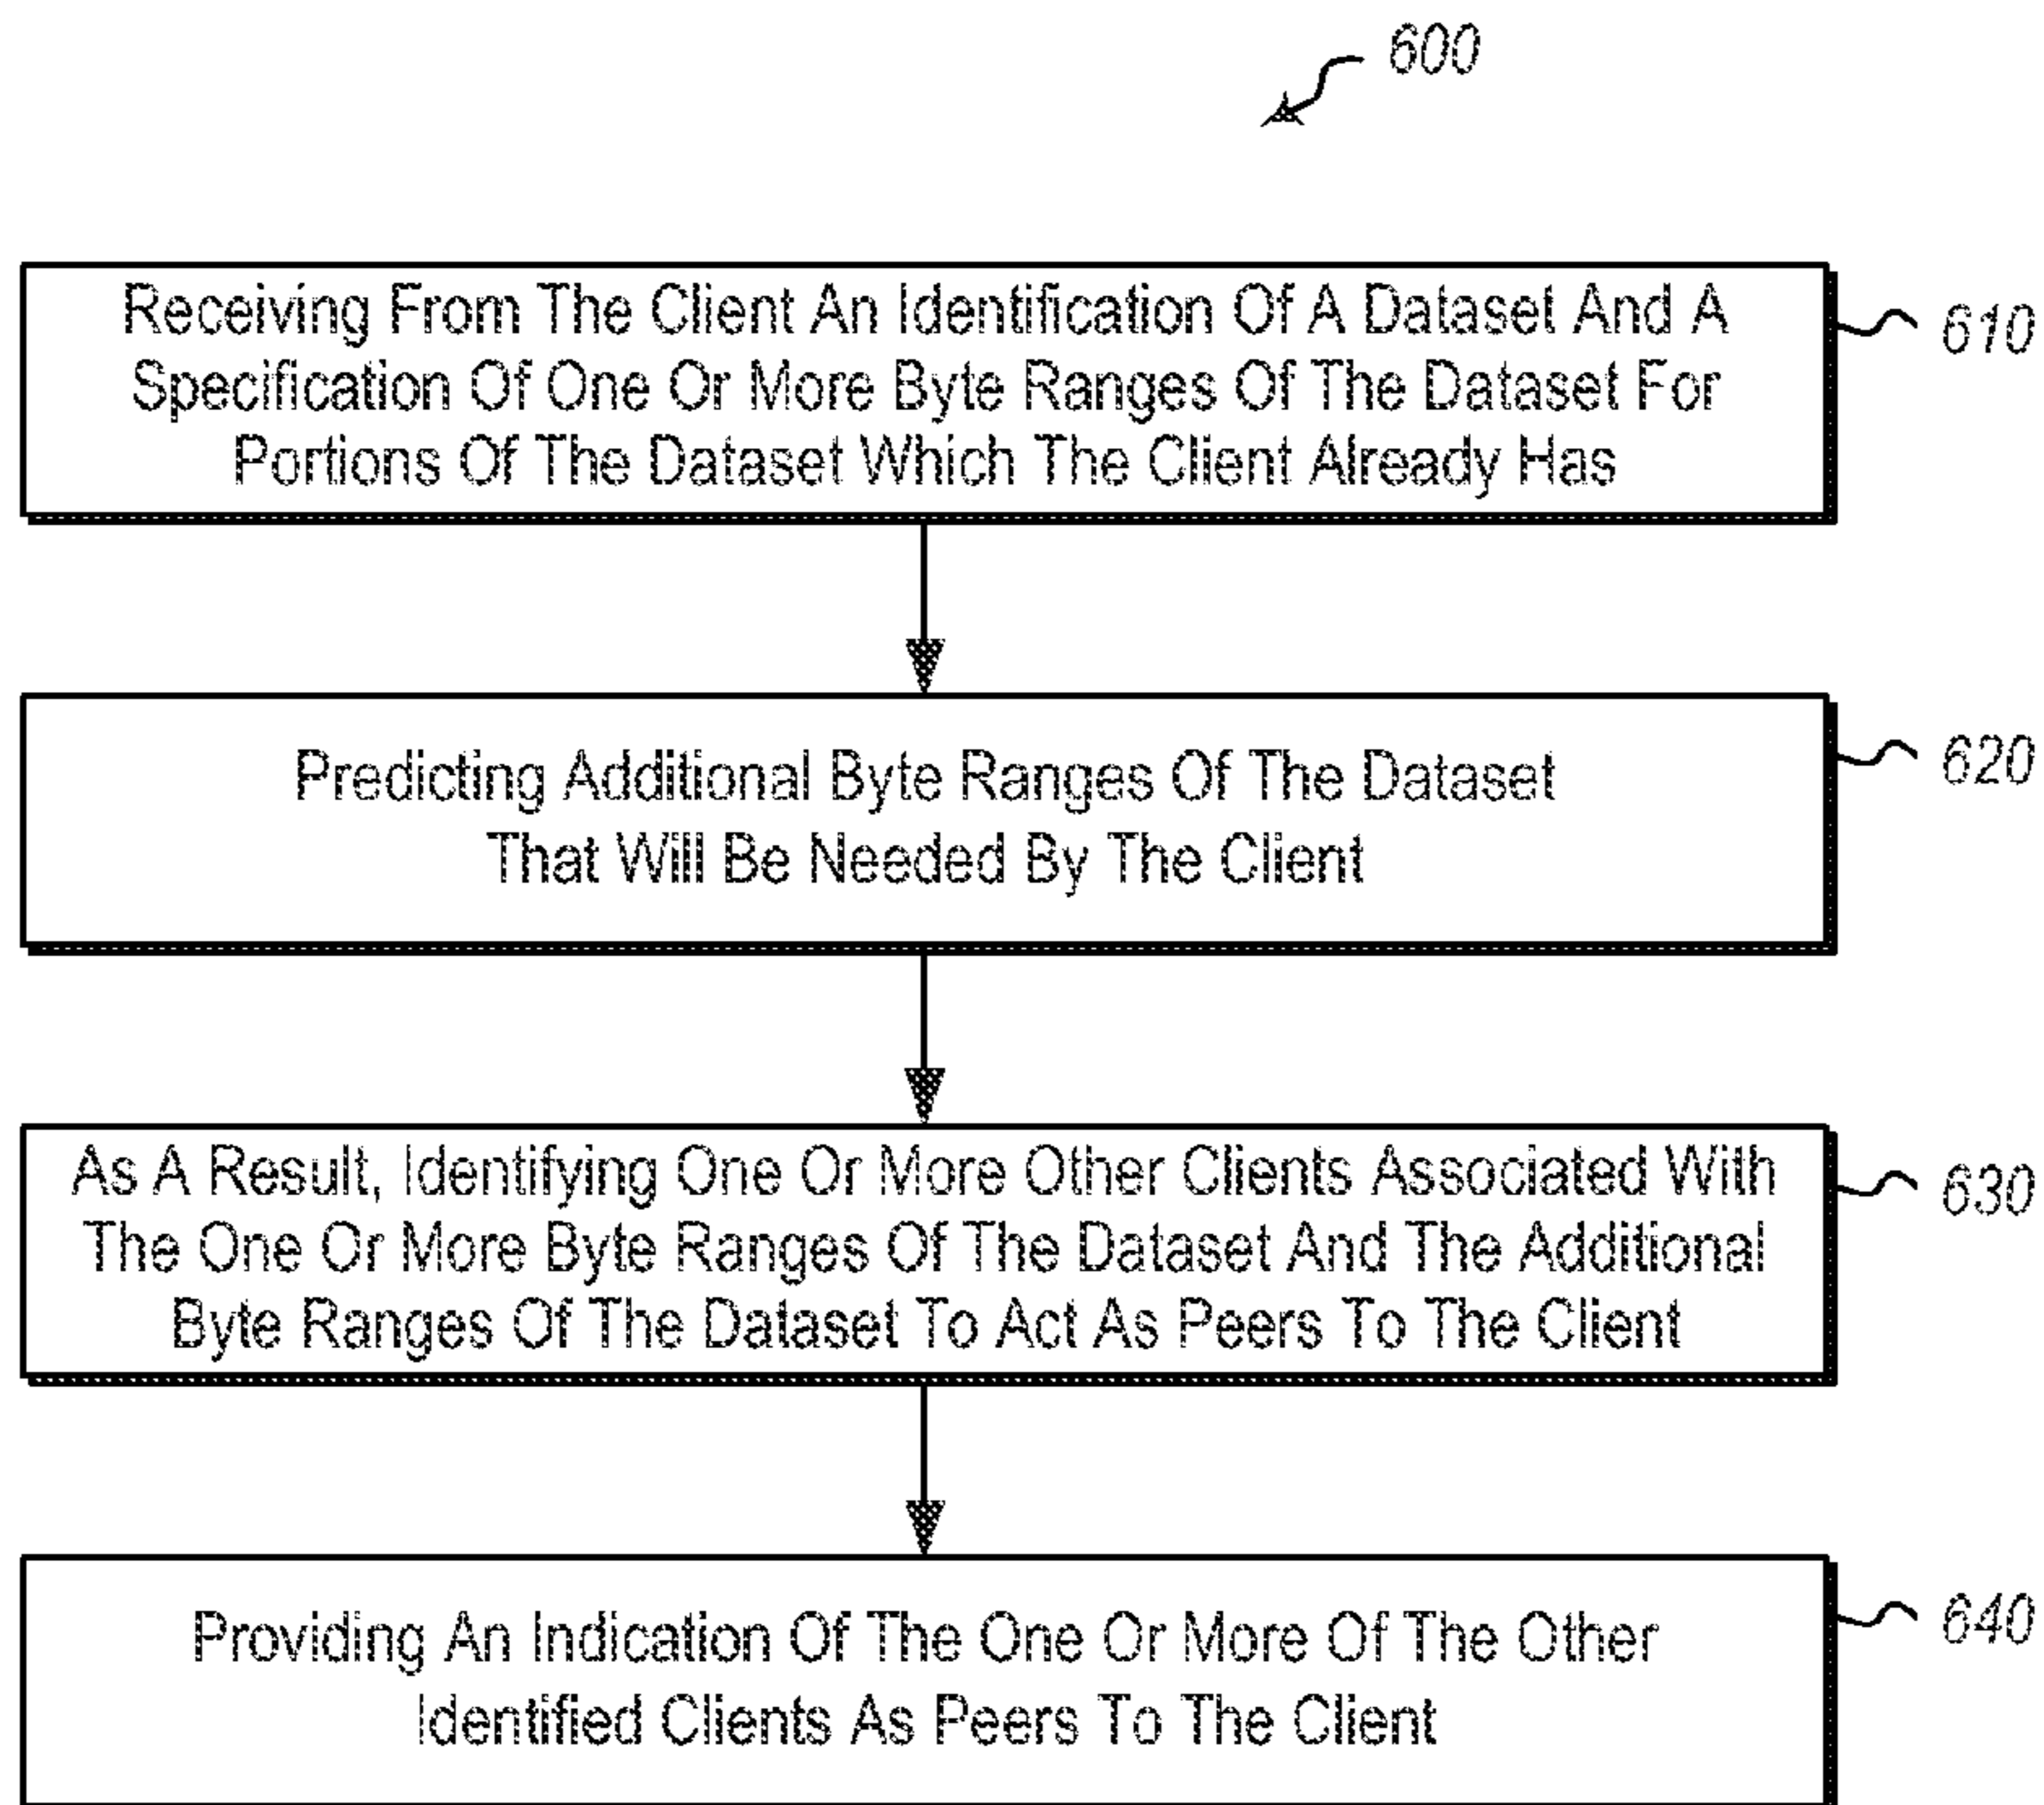 600
Receiving From The Client An Identification Of A Dataset And A
Specification Of One Or More Byte Ranges Of The Dataset For
Portions Of The Dataset Which The Client Already Has
610
Predicting Additional Byte Ranges Of The Dataset
That Will Be Needed By The Client
620
As A Result, Identifying One Or More Other Clients Associated With
The One Or More Byte Ranges Of The Dataset And The Additional
Byte Ranges Of The Dataset To Act As Peers To The Client
630
Providing An Indication Of The One Or More Of The Other
Identified Clients As Peers To The Client
640